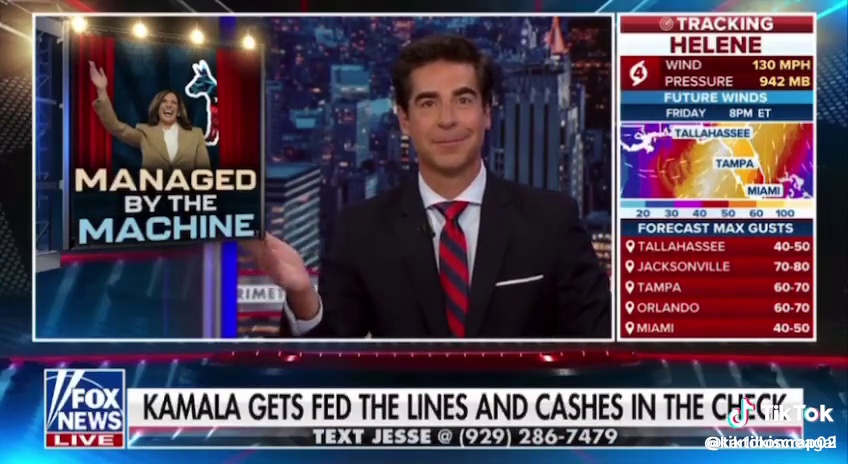 MANAGED
BY THE
MACHINE
TRACKING
HELENE
4
WIND 130 MPH
PRESSURE 942 MB
FUTURE WINDS
FRIDAY 8PM ET
TALLAHASSEE
TAMPA
MIAMI
20 30 40 50 60 100
FORECAST MAX GUSTS
TALLAHASSEE 40-50
JACKSONVILLE 70-80
TAMPA 60-70
ORLANDO 60-70
MIAMI 40-50
RIMET
FOX
NEWS
LIVE
KAMALA GETS FED THE LINES AND CASHES IN THE CHECK
TEXT JESSE @ (929) 286-7479
TikTok